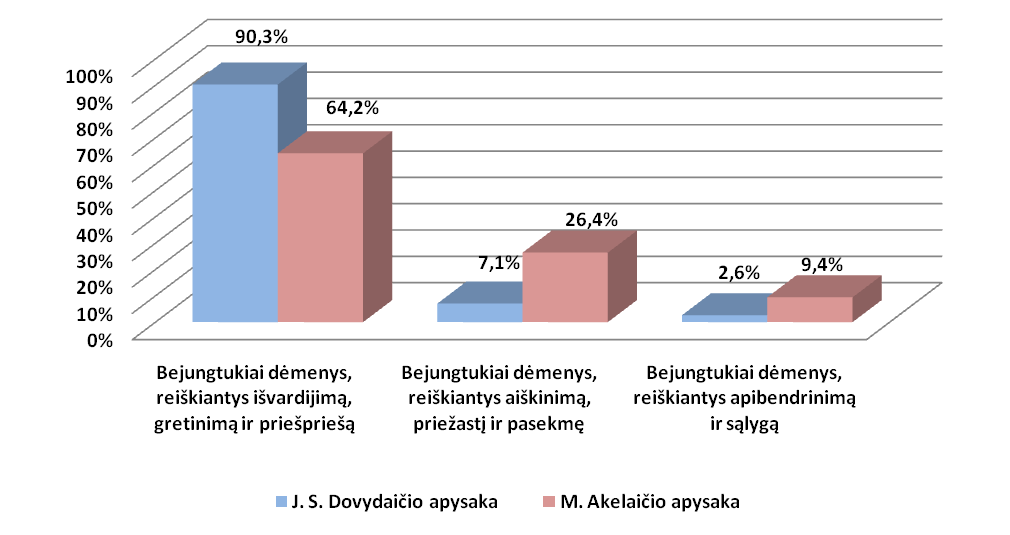 90,3%
64,2%
26,4%
7,1%
2,6%
9,4%
100%
90%
80%
70%
60%
50%
40%
30%
20%
10%
0%
Bejungtukiai dėmenys,
reiškiantys išvardijimą,
gretinimą ir priešpriešą
Bejungtukiai dėmenys,
reiškiantys aiškinimą,
priežastį ir pasekmę
Bejungtukiai dėmenys,
reiškiantys apibendrinimą
ir sąlygą
J. S. Dovydaičio apysaka
M. Akelaičio apysaka